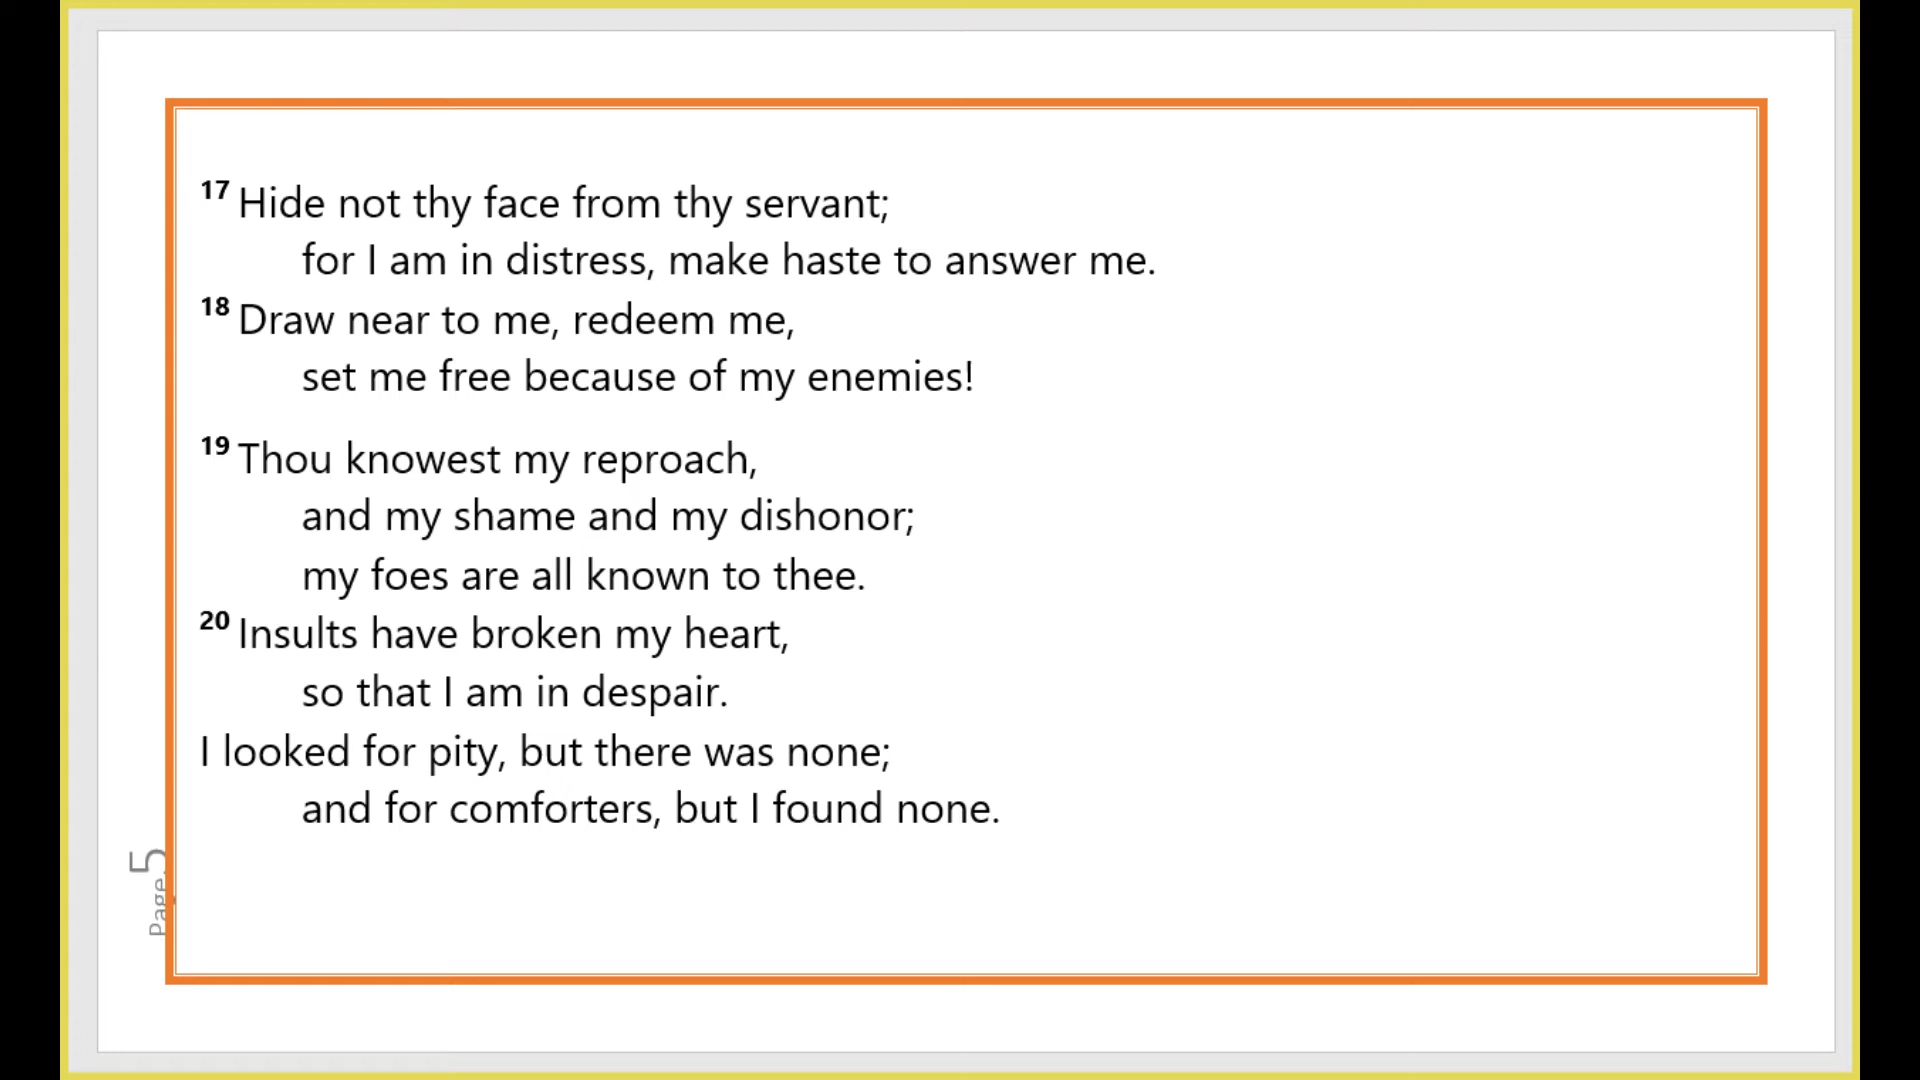 17 Hide not thy face from thy servant;
for I am in distress, make haste to answer me.
18 Draw near to me, redeem me,
set me free because of my enemies!
19 Thou knowest my reproach,
and my shame and my dishonor;
my foes are all known to thee.
20 Insults have broken my heart,
so that I am in despair.
I looked for pity, but there was none;
and for comforters, but I found none.
Page 5